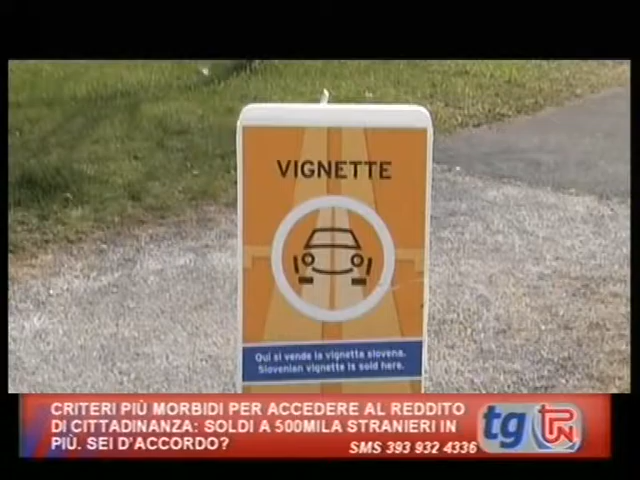 VIGNETTE
Qui si vende la vignetta slovena.
Slovenian vignette is sold here.
CRITERI PIÙ MORBIDI PER ACCEDERE AL REDDITO
DI CITTADINANZA: SOLDI A 500MILA STRANIERI IN
PIÙ. SEI D'ACCORDO?
SMS 393 932 4336
tg TPN